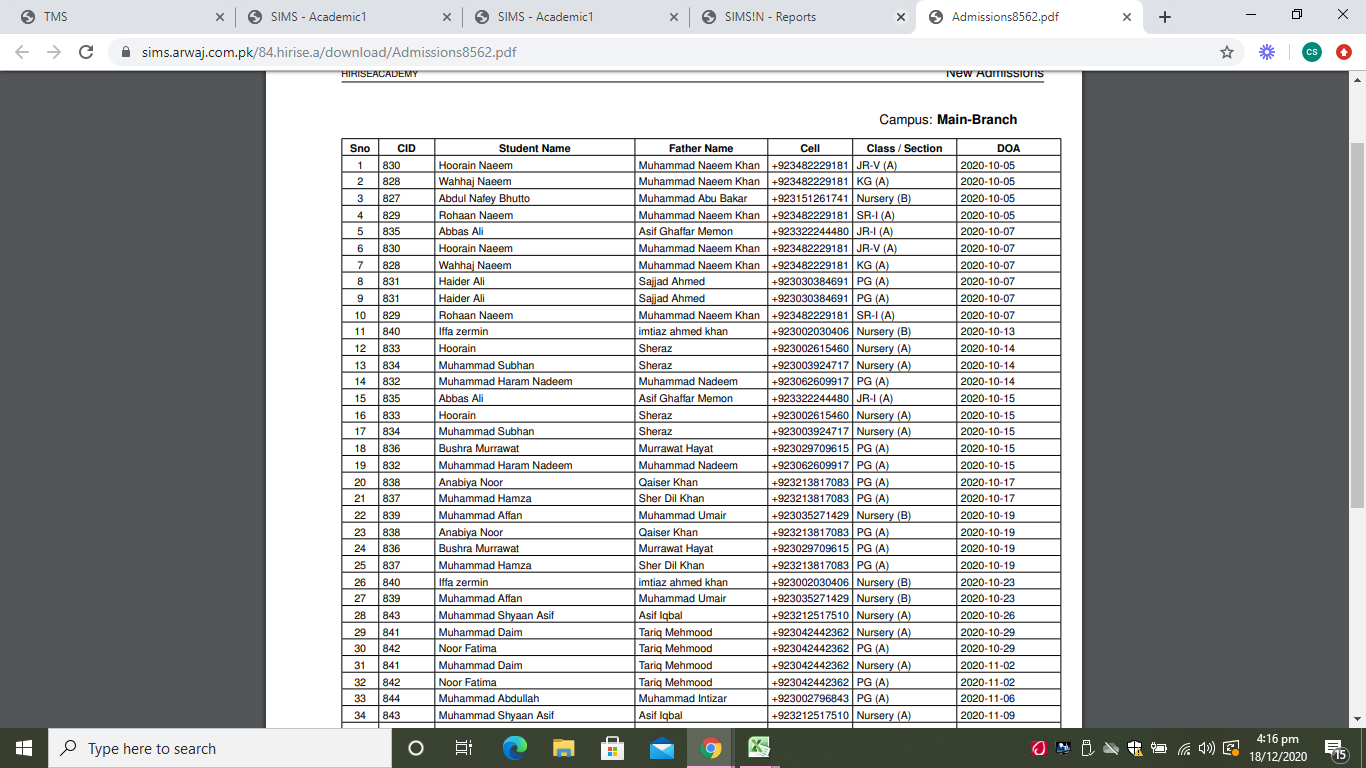 TMS SIMS - Academic1 SIMS - Academic1 SIMS!N - Reports Admissions8562.pdf
sims.arwaj.com.pk/84.hirise.a/download/Admissions8562.pdf CS
HIRISEACADEMY New Admissions
Campus: Main-Branch
Sno CID Student Name Father Name Cell Class / Section DOA
1 830 Hoorain Naeem Muhammad Naeem Khan +923482229181 JR-V (A) 2020-10-05
2 828 Wahhaj Naeem Muhammad Naeem Khan +923482229181 KG (A) 2020-10-05
3 827 Abdul Nafey Bhutto Muhammad Abu Bakar +923151261741 Nursery (B) 2020-10-05
4 829 Rohaan Naeem Muhammad Naeem Khan +923482229181 SR-I (A) 2020-10-05
5 835 Abbas Ali Asif Ghaffar Memon +923322244480 JR-I (A) 2020-10-07
6 830 Hoorain Naeem Muhammad Naeem Khan +923482229181 JR-V (A) 2020-10-07
7 828 Wahhaj Naeem Muhammad Naeem Khan +923482229181 KG (A) 2020-10-07
8 831 Haider Ali Sajjad Ahmed +923030384691 PG (A) 2020-10-07
9 831 Haider Ali Sajjad Ahmed +923030384691 PG (A) 2020-10-07
10 829 Rohaan Naeem Muhammad Naeem Khan +923482229181 SR-I (A) 2020-10-07
11 840 Iffa zermin imtiaz ahmed khan +923002030406 Nursery (B) 2020-10-13
12 833 Hoorain Sheraz +923002615460 Nursery (A) 2020-10-14
13 834 Muhammad Subhan Sheraz +923003924717 Nursery (A) 2020-10-14
14 832 Muhammad Haram Nadeem Muhammad Nadeem +923062609917 PG (A) 2020-10-14
15 835 Abbas Ali Asif Ghaffar Memon +923322244480 JR-I (A) 2020-10-15
16 833 Hoorain Sheraz +923002615460 Nursery (A) 2020-10-15
17 834 Muhammad Subhan Sheraz +923003924717 Nursery (A) 2020-10-15
18 836 Bushra Murrawat Murrawat Hayat +923029709615 PG (A) 2020-10-15
19 832 Muhammad Haram Nadeem Muhammad Nadeem +923062609917 PG (A) 2020-10-15
20 838 Anabiya Noor Qaiser Khan +923213817083 PG (A) 2020-10-17
21 837 Muhammad Hamza Sher Dil Khan +923213817083 PG (A) 2020-10-17
22 839 Muhammad Affan Muhammad Umair +923035271429 Nursery (B) 2020-10-19
23 838 Anabiya Noor Qaiser Khan +923213817083 PG (A) 2020-10-19
24 836 Bushra Murrawat Murrawat Hayat +923029709615 PG (A) 2020-10-19
25 837 Muhammad Hamza Sher Dil Khan +923213817083 PG (A) 2020-10-19
26 840 Iffa zermin imtiaz ahmed khan +923002030406 Nursery (B) 2020-10-23
27 839 Muhammad Affan Muhammad Umair +923035271429 Nursery (B) 2020-10-23
28 843 Muhammad Shyaan Asif Asif Iqbal +923212517510 Nursery (A) 2020-10-26
29 841 Muhammad Daim Tariq Mehmood +923042442362 Nursery (A) 2020-10-29
30 842 Noor Fatima Tariq Mehmood +923042442362 PG (A) 2020-10-29
31 841 Muhammad Daim Tariq Mehmood +923042442362 Nursery (A) 2020-11-02
32 842 Noor Fatima Tariq Mehmood +923042442362 PG (A) 2020-11-02
33 844 Muhammad Abdullah Muhammad Intizar +923002796843 PG (A) 2020-11-06
34 843 Muhammad Shyaan Asif Asif Iqbal +923212517510 Nursery (A) 2020-11-09
Type here to search
4:16 pm
18/12/2020
15